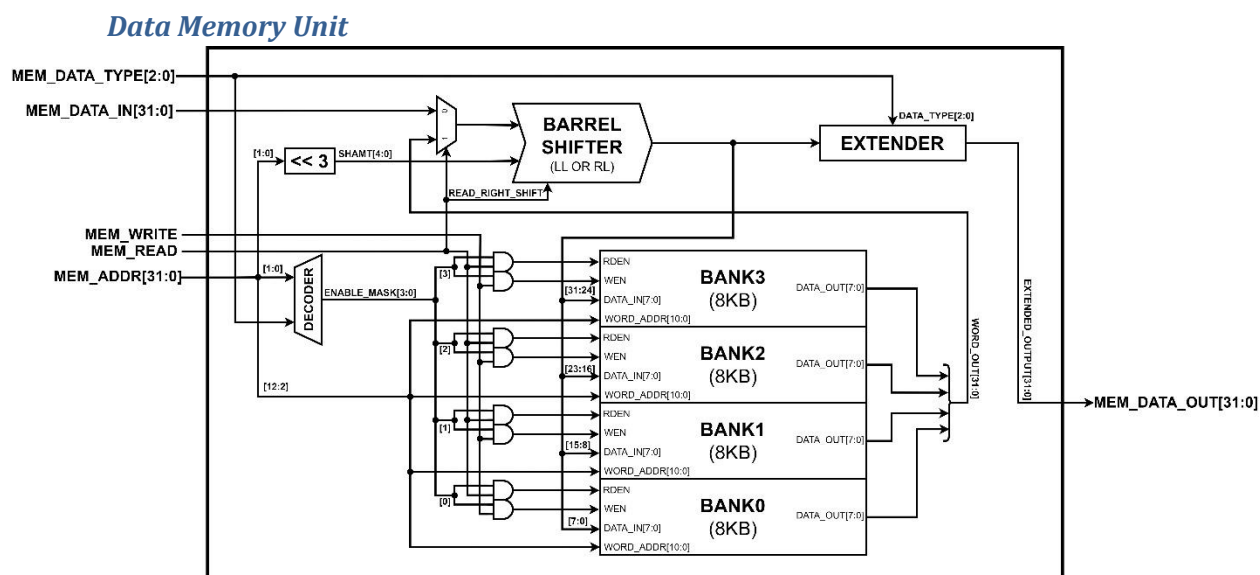 Data Memory Unit
MEM_DATA_TYPE[2:0]
MEM_DATA_IN[31:0]
DATA_TYPE[2:0]
0
1
BARREL
SHIFTER
(LL OR RL)
EXTENDER
[1:0]
<< 3
SHAMT[4:0]
READ_RIGHT_SHIFT
MEM_WRITE
MEM_READ
MEM_ADDR[31:0]
[1:0]
DECODER
ENABLE_MASK[3:0]
[12:2]
[3]
[31:24]
RDEN
WEN
DATA_IN[7:0]
WORD_ADDR[10:0]
BANK3
(8KB)
DATA_OUT[7:0]
[2]
[23:16]
RDEN
WEN
DATA_IN[7:0]
WORD_ADDR[10:0]
BANK2
(8KB)
DATA_OUT[7:0]
[1]
[15:8]
RDEN
WEN
DATA_IN[7:0]
WORD_ADDR[10:0]
BANK1
(8KB)
DATA_OUT[7:0]
[0]
[7:0]
RDEN
WEN
DATA_IN[7:0]
WORD_ADDR[10:0]
BANK0
(8KB)
DATA_OUT[7:0]
WORD_OUT[31:0]
EXTENDED_OUTPUT[31:0]
MEM_DATA_OUT[31:0]